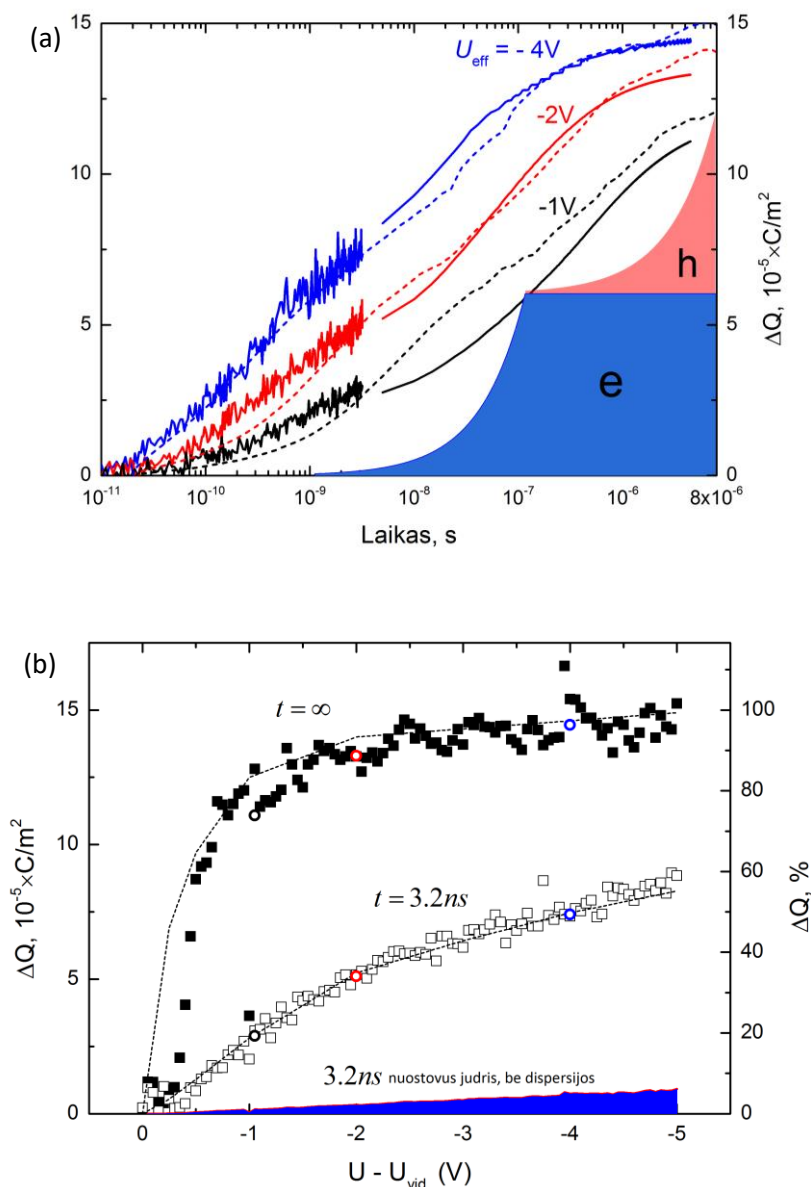 (a)
15
10
5
0
U_eff = - 4V
-2V
-1V
h
e
15
10
5
0
ΔQ, 10⁻⁵×C/m²
10⁻¹¹ 10⁻¹⁰ 10⁻⁹ 10⁻⁸ 10⁻⁷ 10⁻⁶ 8x10⁻⁶
Laikas, s
(b)
ΔQ, 10⁻⁵×C/m²
15
10
5
0
t = ∞
t = 3.2ns
3.2ns nuostovus judris, be dispersijos
100
80
60
40
20
0
ΔQ, %
0 -1 -2 -3 -4 -5
U - U_vid (V)